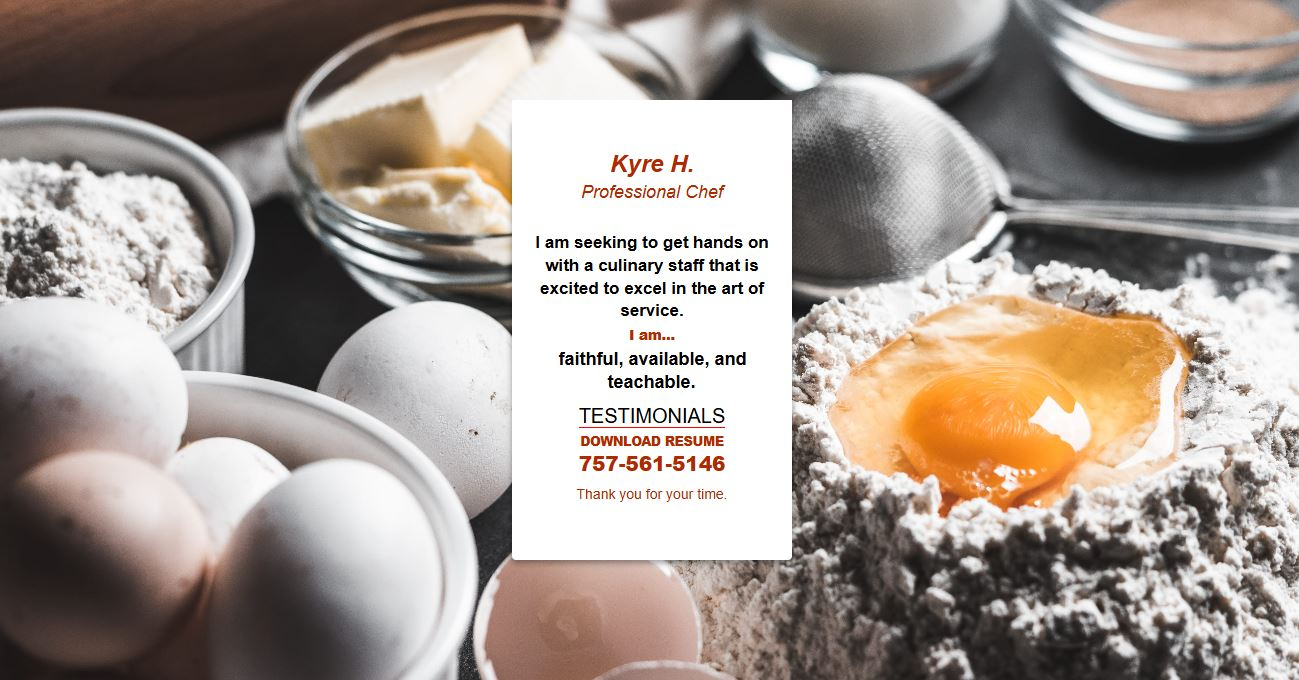 Kyre H.
Professional Chef
I am seeking to get hands on
with a culinary staff that is
excited to excel in the art of
service.
I am...
faithful, available, and
teachable.
TESTIMONIALS
DOWNLOAD RESUME
757-561-5146
Thank you for your time.